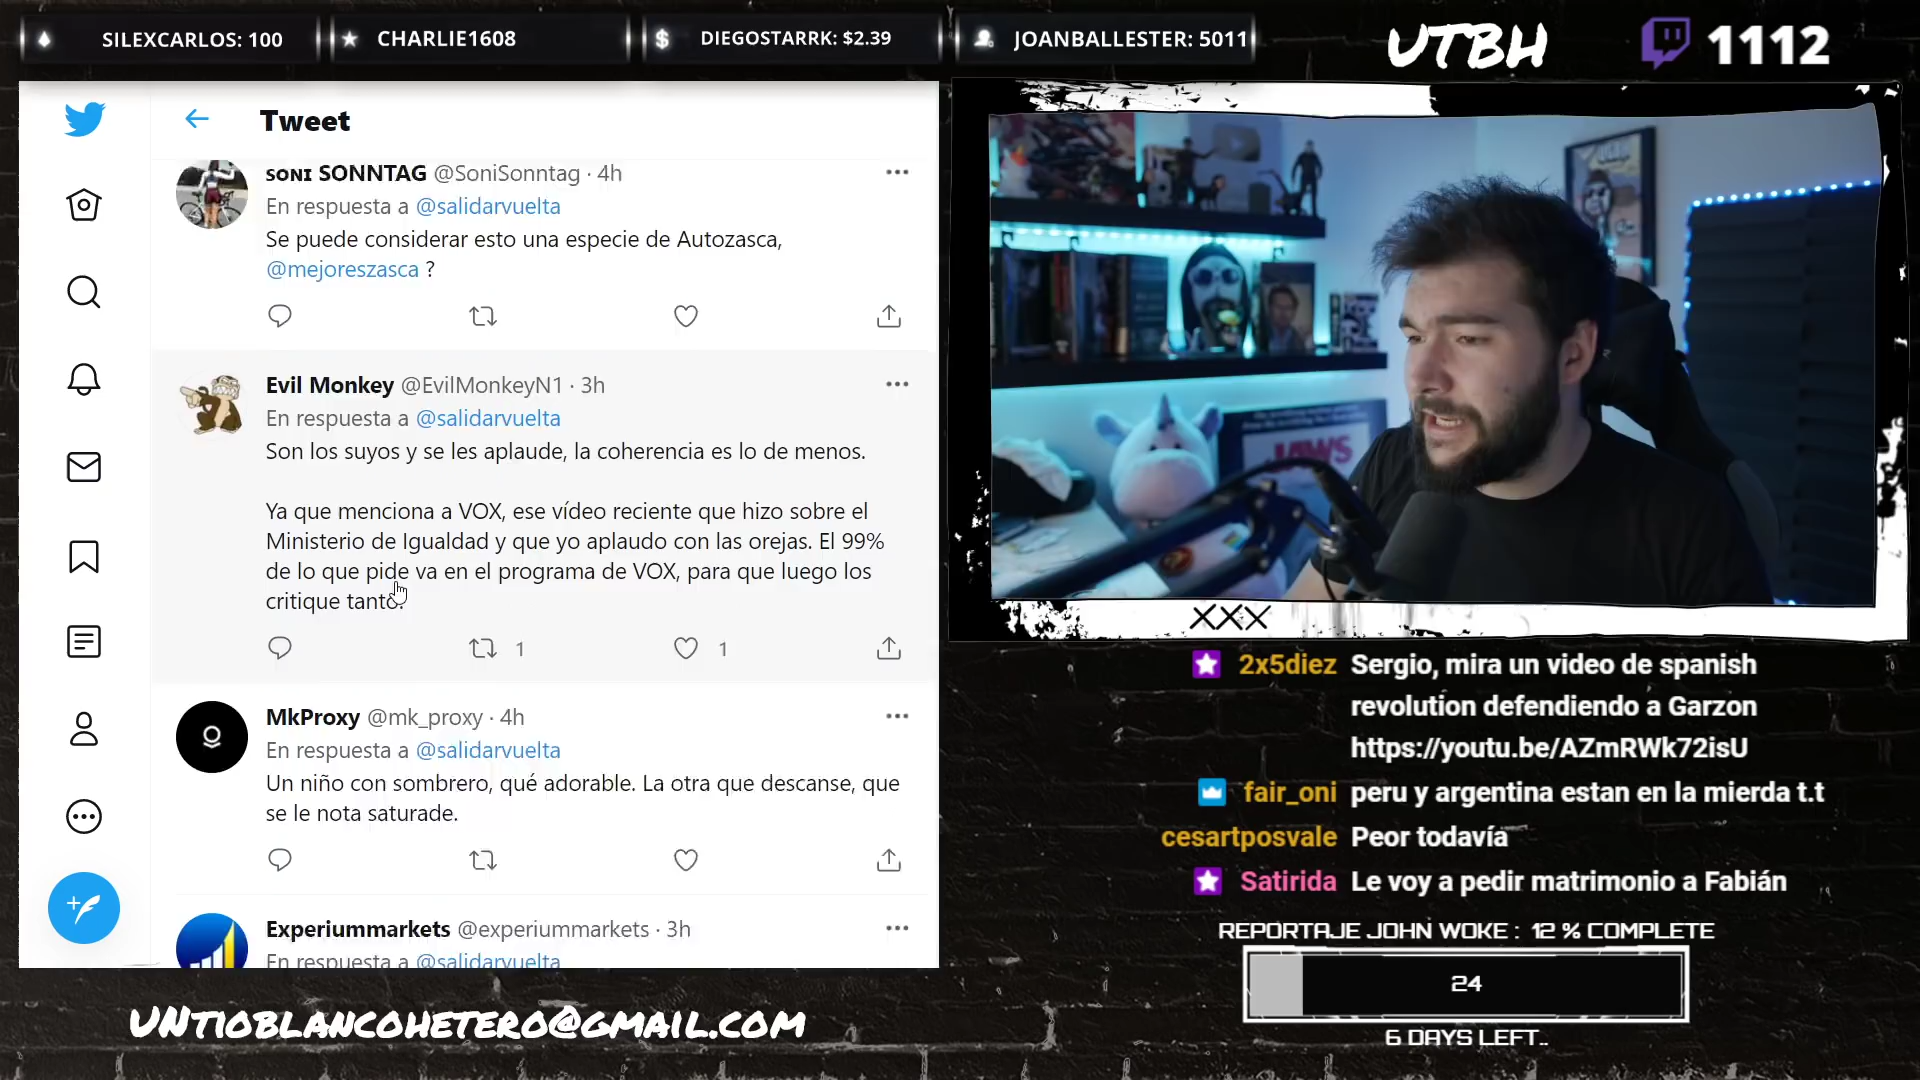 SILEXCARLOS: 100
CHARLIE1608
DIEGOSTARRK: $2.39
JOANBALLESTER: 5011
UTBH
1112
Tweet
SONI SONNTAG @SoniSonntag · 4h
En respuesta a @salidarvuelta
Se puede considerar esto una especie de Autozasca,
@mejoreszasca ?
Evil Monkey @EvilMonkeyN1 · 3h
En respuesta a @salidarvuelta
Son los suyos y se les aplaude, la coherencia es lo de menos.
Ya que menciona a VOX, ese vídeo reciente que hizo sobre el
Ministerio de Igualdad y que yo aplaudo con las orejas. El 99%
de lo que pide va en el programa de VOX, para que luego los
critique tanto.
1
1
MkProxy @mk_proxy · 4h
En respuesta a @salidarvuelta
Un niño con sombrero, qué adorable. La otra que descanse, que
se le nota saturade.
Experiummarkets @experiummarkets · 3h
En respuesta a @salidarvuelta
UNTIOBLANCOHETERO@GMAIL.COM
JAWS
XXX
2x5diez Sergio, mira un video de spanish
revolution defendiendo a Garzon
https://youtu.be/AZmRWk72isU
fair_oni peru y argentina estan en la mierda t.t
cesartposvale Peor todavía
Satirida Le voy a pedir matrimonio a Fabián
REPORTAJE JOHN WOKE : 12 % COMPLETE
24
6 DAYS LEFT..